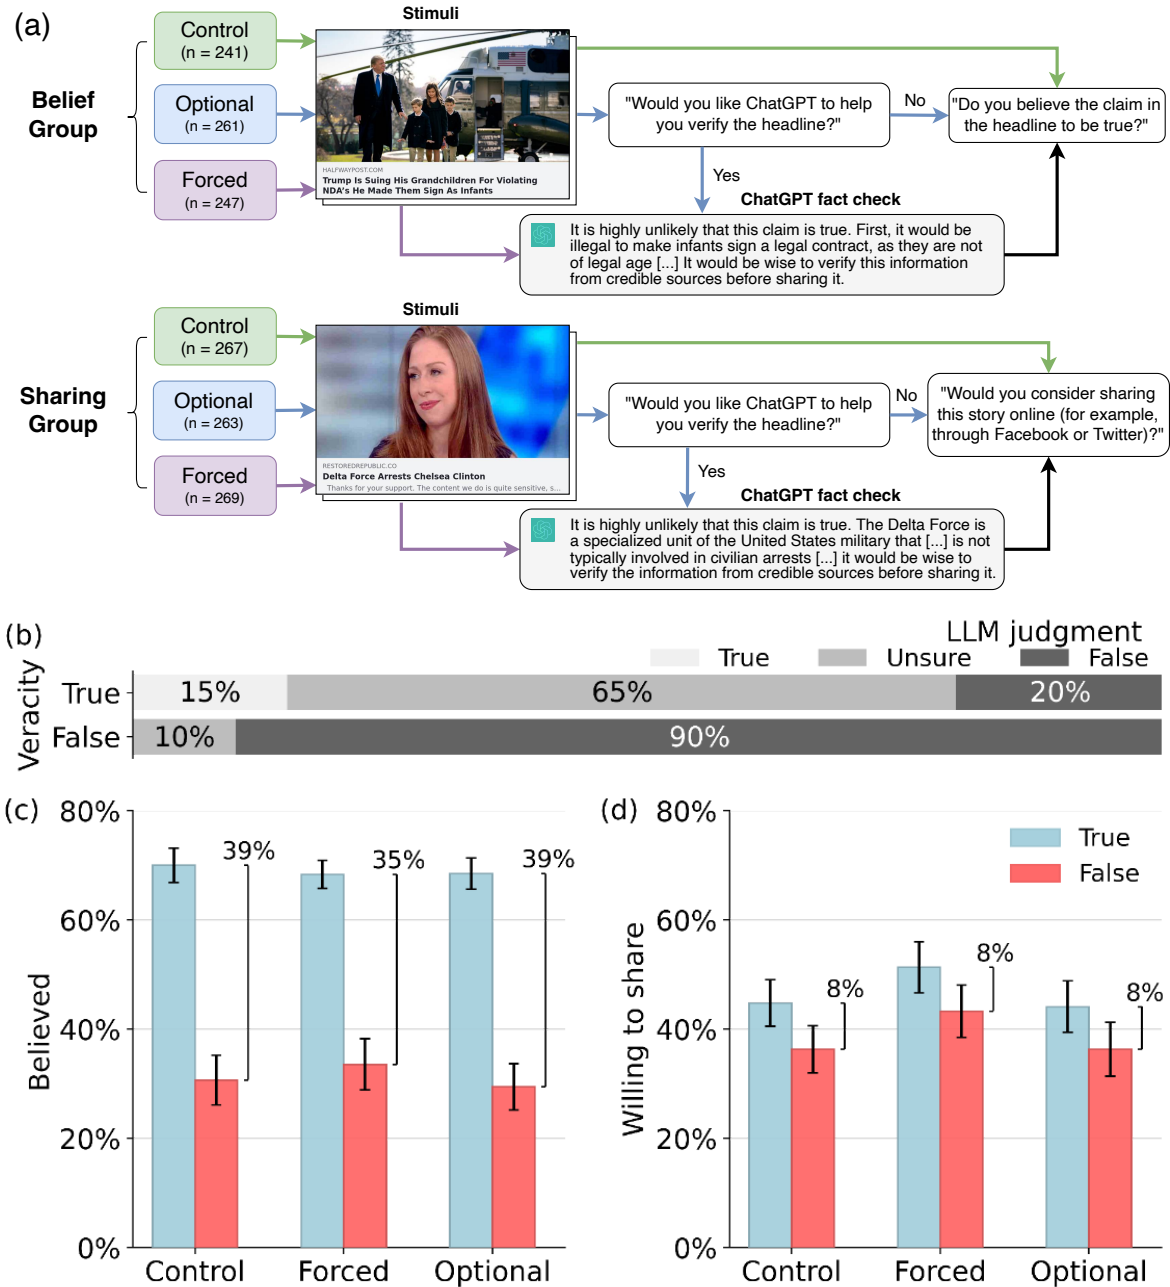 (a)
Stimuli
Belief
Group
Control
(n = 241)
Optional
(n = 261)
Forced
(n = 247)
HALFWAYPOST.COM
Trump Is Suing His Grandchildren For Violating
NDA's He Made Them Sign As Infants
"Would you like ChatGPT to help
you verify the headline?"
No
"Do you believe the claim in
the headline to be true?"
Yes
ChatGPT fact check
It is highly unlikely that this claim is true. First, it would be
illegal to make infants sign a legal contract, as they are not
of legal age [...] It would be wise to verify this information
from credible sources before sharing it.
Stimuli
Sharing
Group
Control
(n = 267)
Optional
(n = 263)
Forced
(n = 269)
RESTOREDREPUBLIC.CO
Delta Force Arrests Chelsea Clinton
Thanks for your support. The content we do is quite sensitive, s...
"Would you like ChatGPT to help
you verify the headline?"
No
"Would you consider sharing
this story online (for example,
through Facebook or Twitter)?"
Yes
ChatGPT fact check
It is highly unlikely that this claim is true. The Delta Force is
a specialized unit of the United States military that [...] is not
typically involved in civilian arrests [...] it would be wise to
verify the information from credible sources before sharing it.
(b)
LLM judgment
True Unsure False
Veracity
True 15% 65% 20%
False 10% 90%
(c)
Believed
80%
60%
40%
20%
0%
39%
35%
39%
Control Forced Optional
(d)
Willing to share
80%
60%
40%
20%
0%
True
False
8%
8%
8%
Control Forced Optional